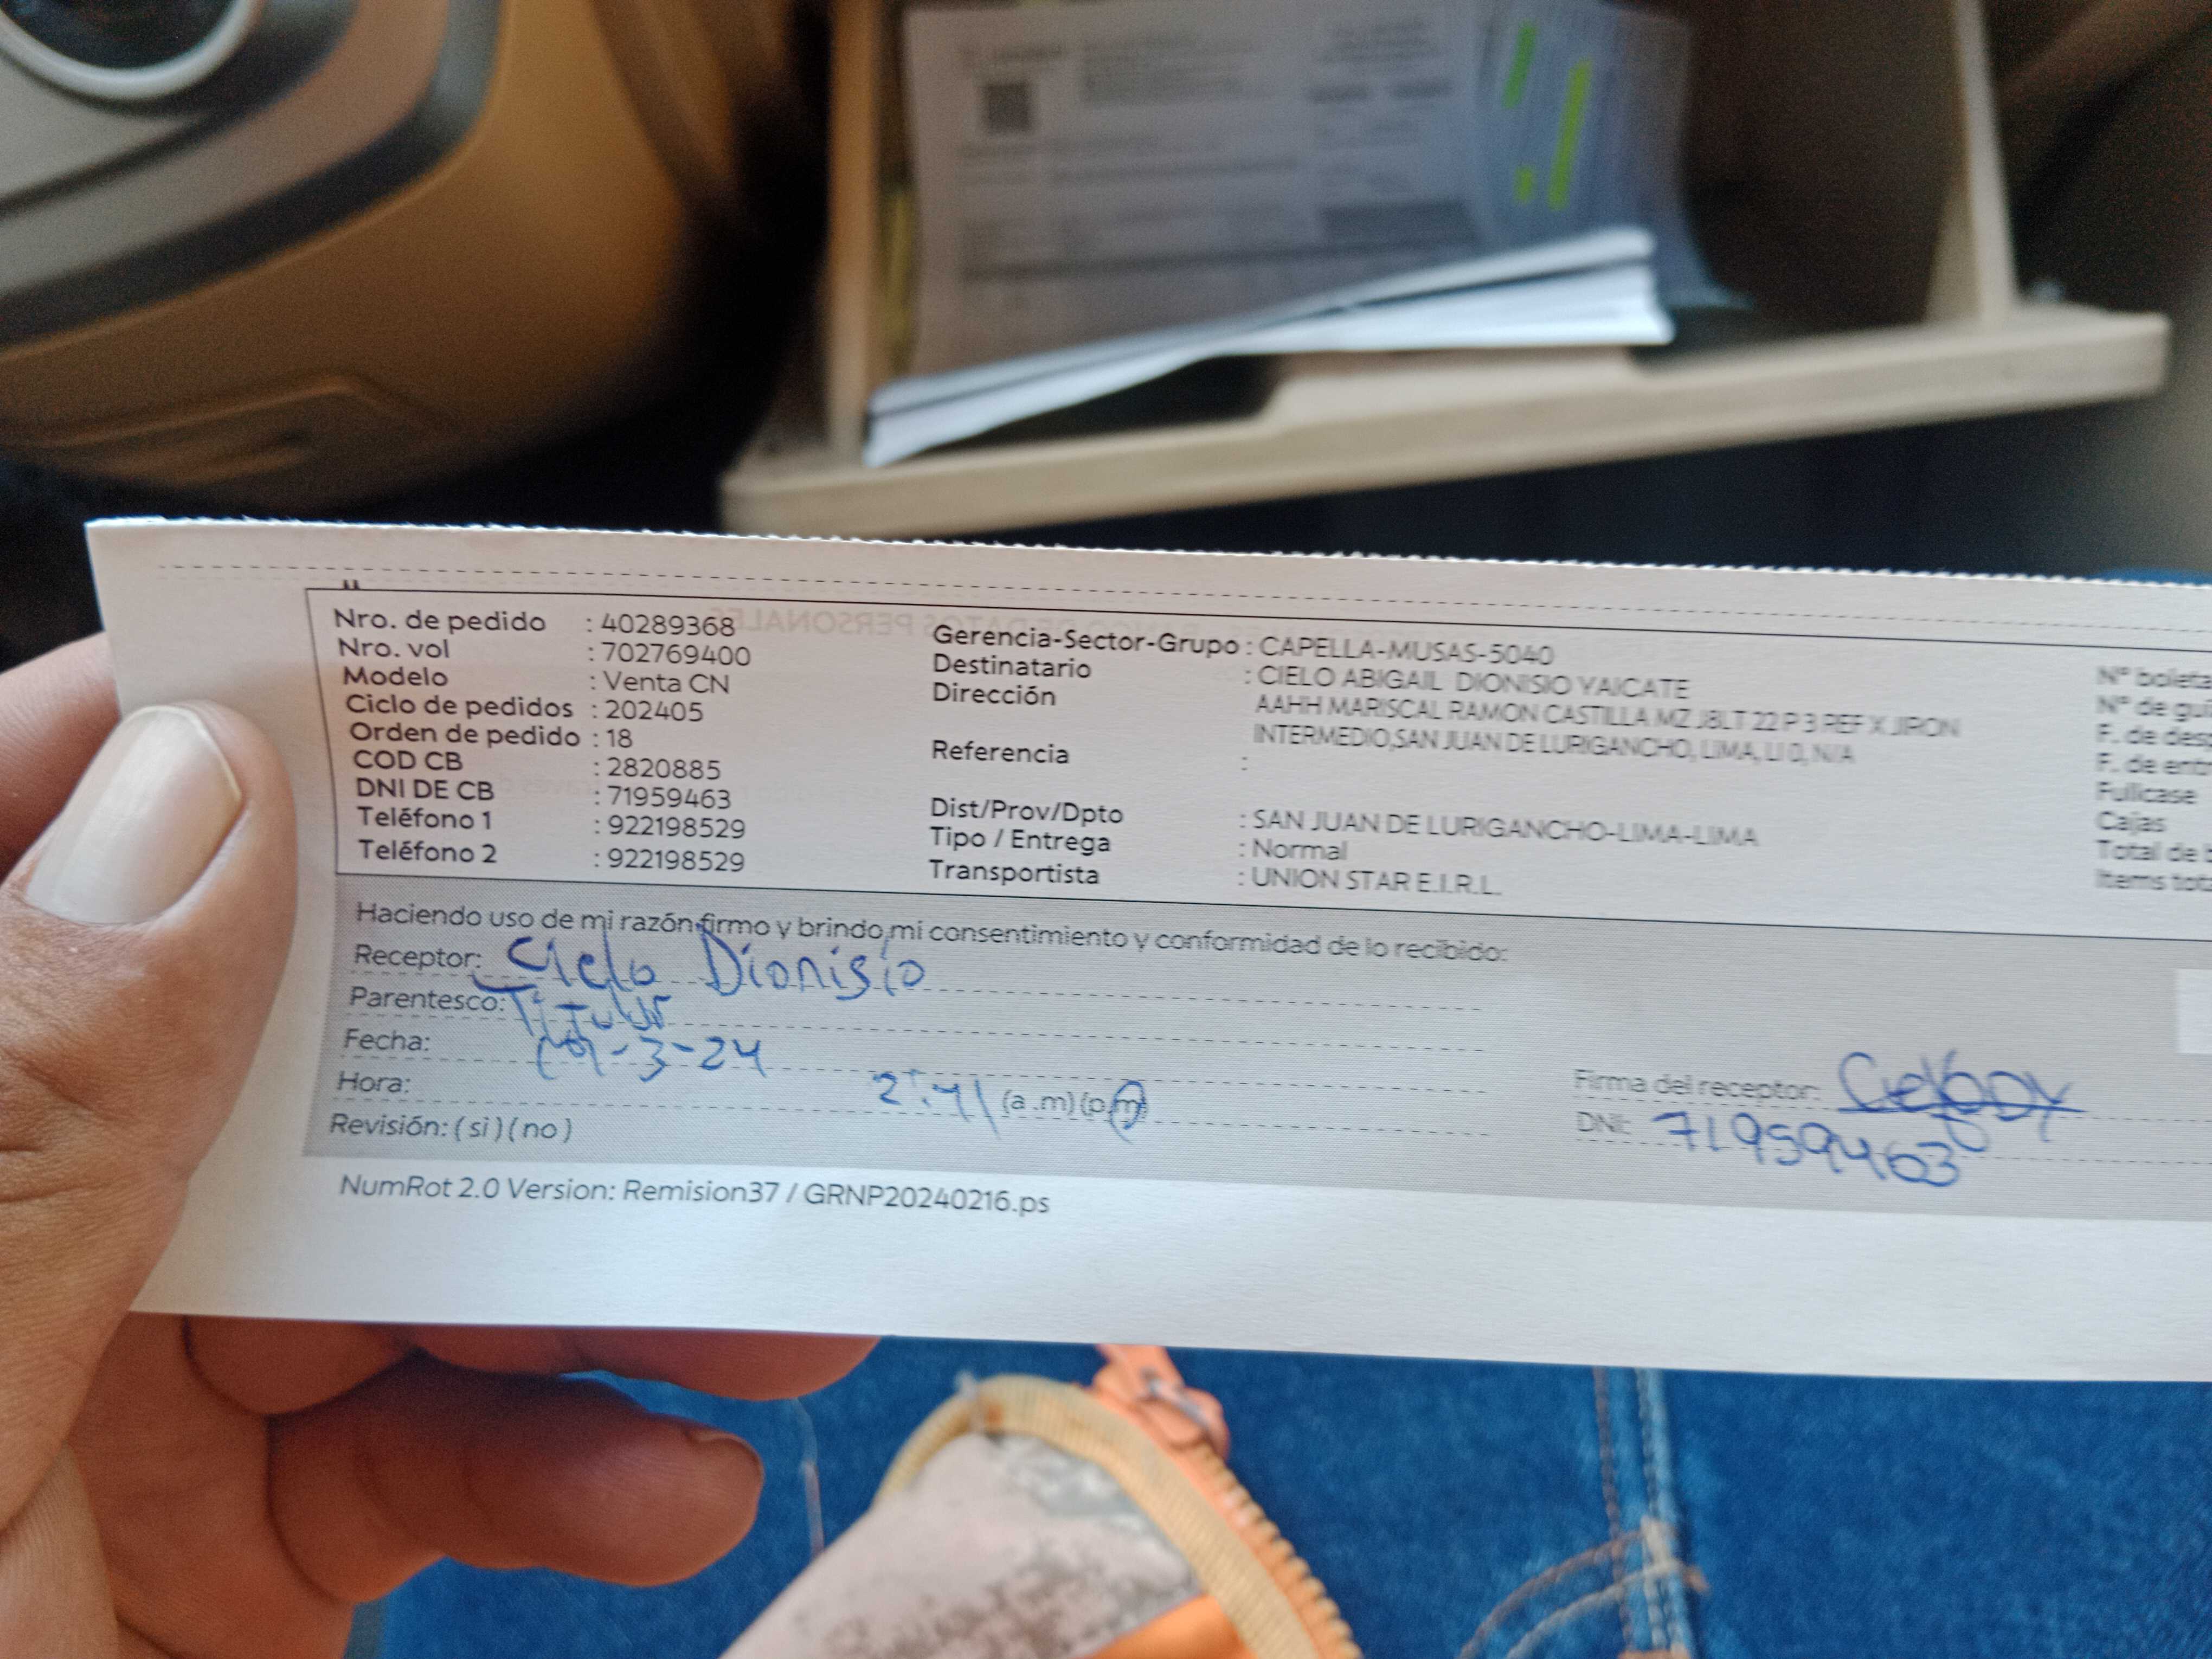 Nro. de pedido : 40289368
Nro. vol : 702769400
Modelo : Venta CN
Ciclo de pedidos : 202405
Orden de pedido : 18
COD CB : 2820885
DNI DE CB : 71959463
Teléfono 1 : 922198529
Teléfono 2 : 922198529
Gerencia-Sector-Grupo : CAPELLA-MUSAS-5040
Destinatario : CIELO ABIGAIL DIONISIO YAICATE
Dirección AAHH MARISCAL RAMON CASTILLA MZ J8LT 22 P 3 REF X JIRON
INTERMEDIO,SAN JUAN DE LURIGANCHO, LIMA, LI 0, N/A
Referencia :
Dist/Prov/Dpto : SAN JUAN DE LURIGANCHO-LIMA-LIMA
Tipo / Entrega : Normal
Transportista : UNION STAR E.I.R.L.
Nº boleta
Nº de guí
F. de des
F. de ent
Fullcase
Cajas
Total de
Items tot
Haciendo uso de mi razón firmo y brindo mi consentimiento y conformidad de lo recibido:
Receptor: Cielo Dionisio
Parentesco: Titular
Fecha: -3-24
Hora: 2:41 (a .m) (p.m)
Revisión: ( si ) ( no )
Firma del receptor:
DNI: 71959463
NumRot 2.0 Version: Remision37 / GRNP20240216.ps